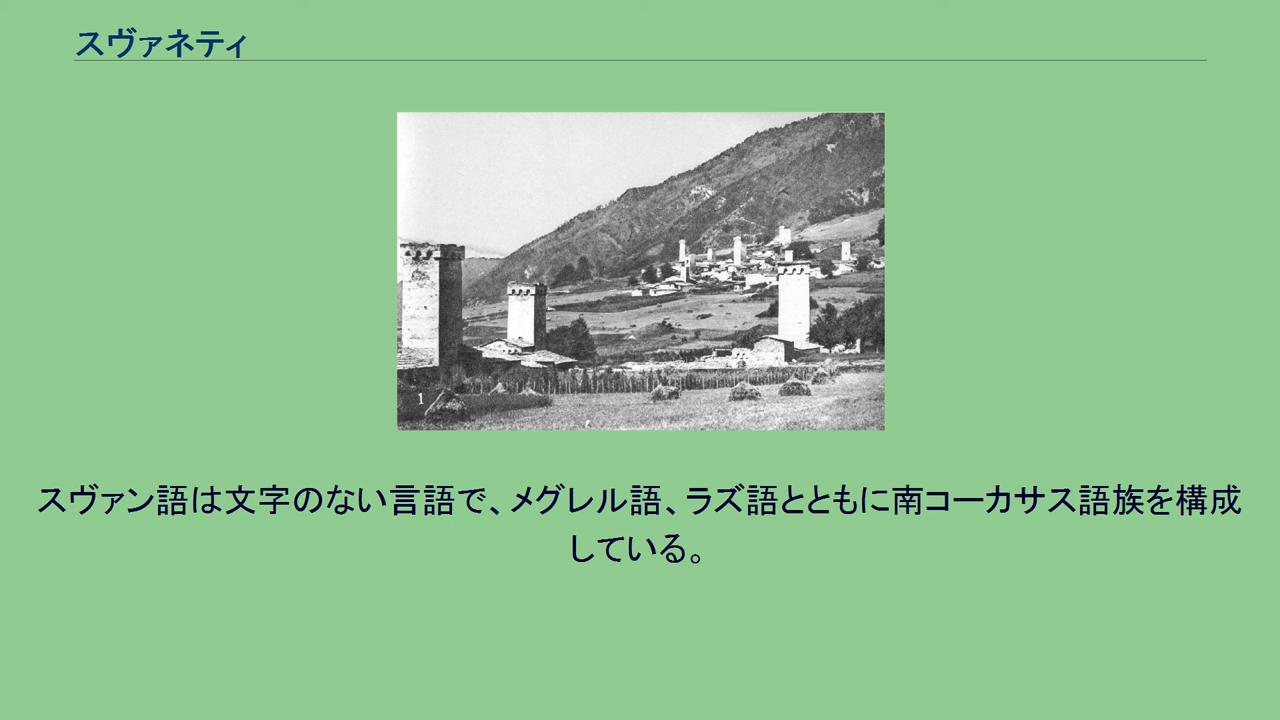 スヴァネティ
1
スヴァン語は文字のない言語で、メグレル語、ラズ語とともに南コーカサス語族を構成
している。